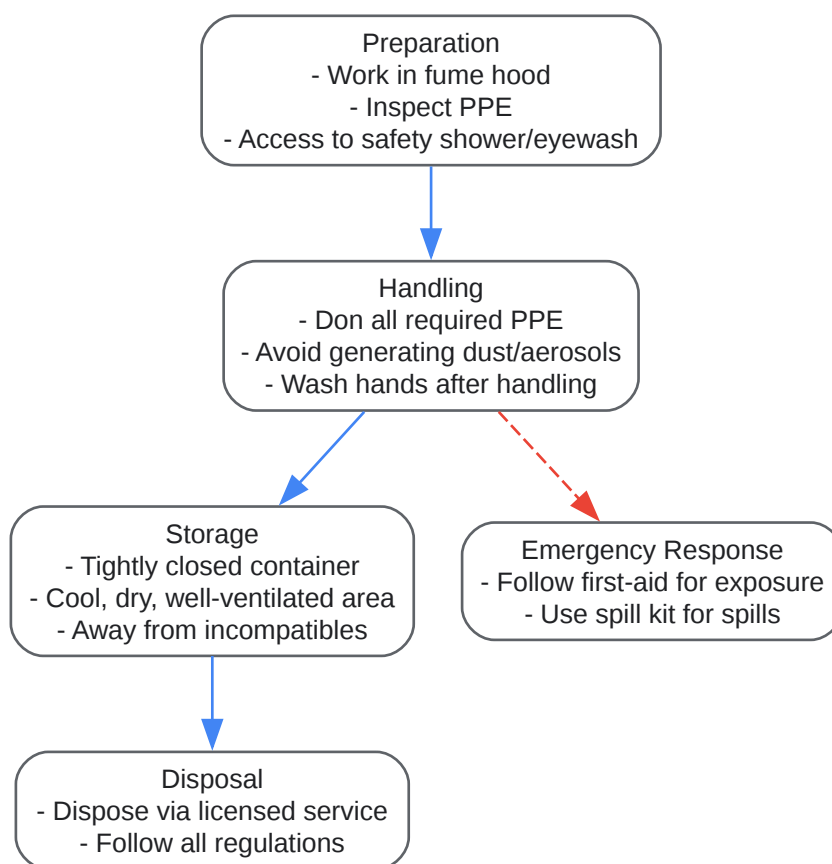 Preparation
- Work in fume hood
- Inspect PPE
- Access to safety shower/eyewash
Handling
- Don all required PPE
- Avoid generating dust/aerosols
- Wash hands after handling
Storage
- Tightly closed container
- Cool, dry, well-ventilated area
- Away from incompatibles
Emergency Response
- Follow first-aid for exposure
- Use spill kit for spills
Disposal
- Dispose via licensed service
- Follow all regulations